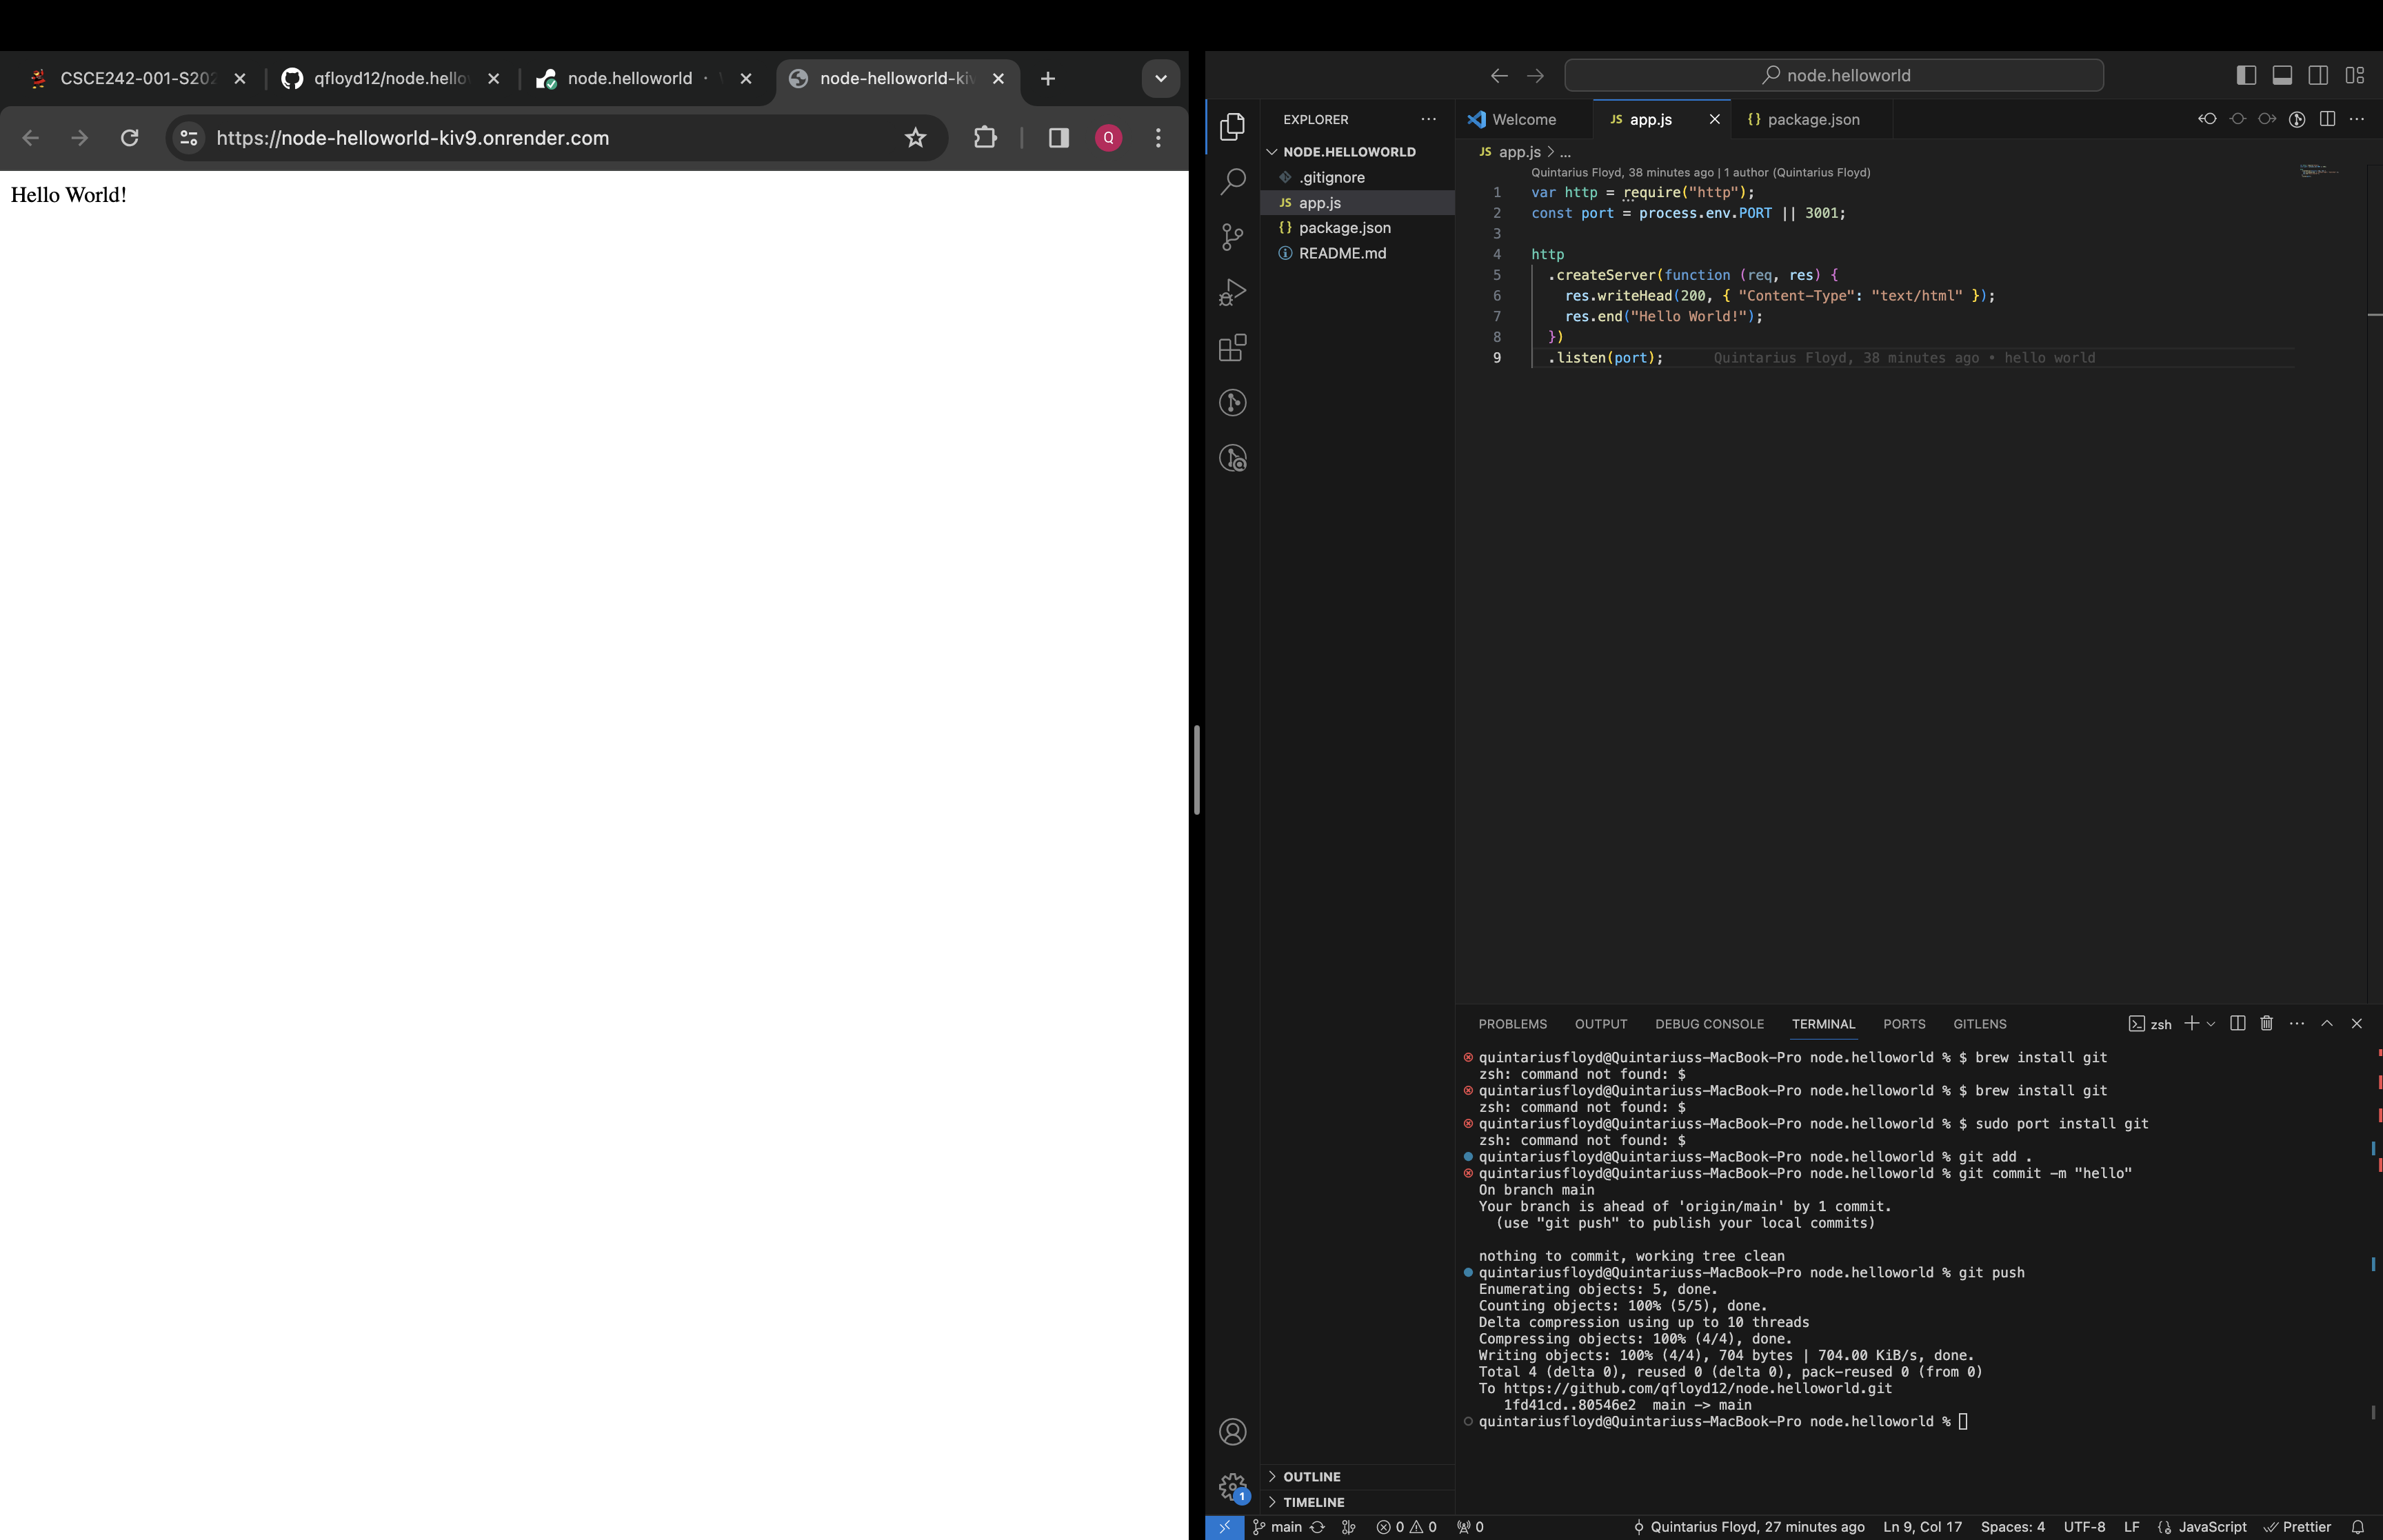 CSCE242-001-S202
qfloyd12/node.hello
node.helloworld ·
node-helloworld-kiv
https://node-helloworld-kiv9.onrender.com
Q
Hello World!
node.helloworld
EXPLORER
NODE.HELLOWORLD
.gitignore
JS app.js
{} package.json
README.md
OUTLINE
TIMELINE
1
Welcome
JS app.js
{} package.json
JS app.js > ...
Quintarius Floyd, 38 minutes ago | 1 author (Quintarius Floyd)
1 var http = require("http");
2 const port = process.env.PORT || 3001;
3
4 http
5 .createServer(function (req, res) {
6 res.writeHead(200, { "Content-Type": "text/html" });
7 res.end("Hello World!");
8 })
9 .listen(port); Quintarius Floyd, 38 minutes ago • hello world
PROBLEMS OUTPUT DEBUG CONSOLE TERMINAL PORTS GITLENS
zsh
quintariusfloyd@Quintariuss-MacBook-Pro node.helloworld % $ brew install git
zsh: command not found: $
quintariusfloyd@Quintariuss-MacBook-Pro node.helloworld % $ brew install git
zsh: command not found: $
quintariusfloyd@Quintariuss-MacBook-Pro node.helloworld % $ sudo port install git
zsh: command not found: $
quintariusfloyd@Quintariuss-MacBook-Pro node.helloworld % git add .
quintariusfloyd@Quintariuss-MacBook-Pro node.helloworld % git commit -m "hello"
On branch main
Your branch is ahead of 'origin/main' by 1 commit.
(use "git push" to publish your local commits)
nothing to commit, working tree clean
quintariusfloyd@Quintariuss-MacBook-Pro node.helloworld % git push
Enumerating objects: 5, done.
Counting objects: 100% (5/5), done.
Delta compression using up to 10 threads
Compressing objects: 100% (4/4), done.
Writing objects: 100% (4/4), 704 bytes | 704.00 KiB/s, done.
Total 4 (delta 0), reused 0 (delta 0), pack-reused 0 (from 0)
To https://github.com/qfloyd12/node.helloworld.git
1fd41cd..80546e2 main -> main
quintariusfloyd@Quintariuss-MacBook-Pro node.helloworld %
main 0 0 0 Quintarius Floyd, 27 minutes ago Ln 9, Col 17 Spaces: 4 UTF-8 LF {} JavaScript Prettier